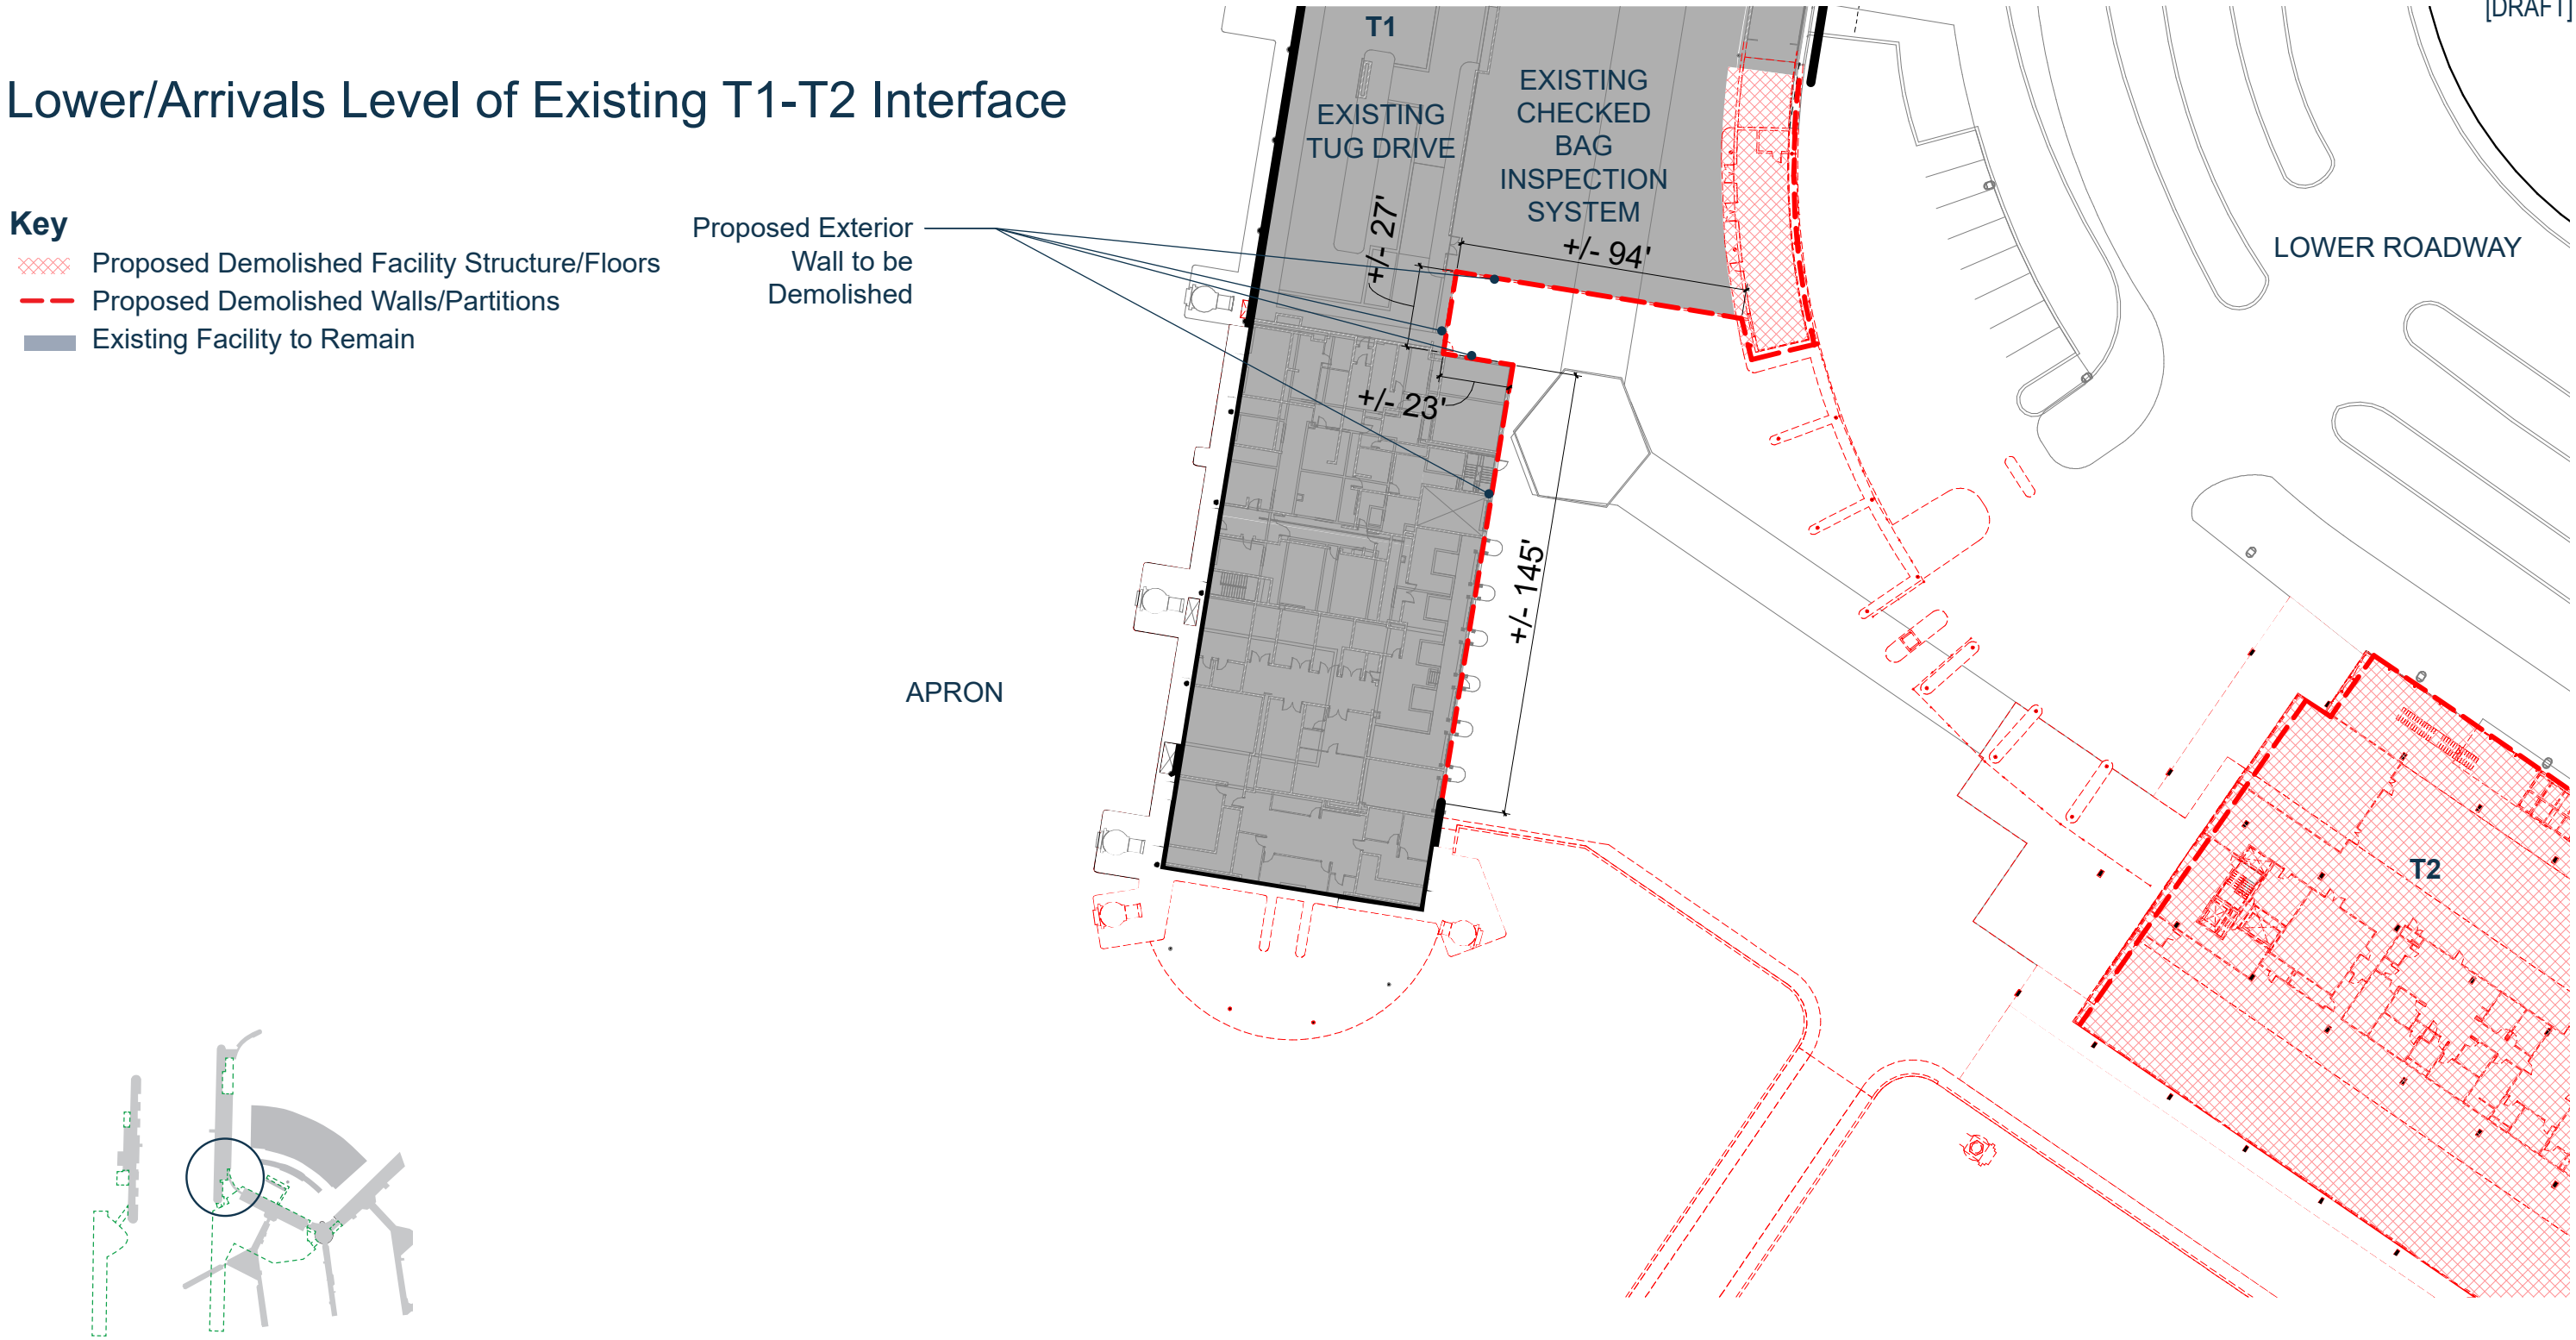 [DRAFT]
Lower/Arrivals Level of Existing T1-T2 Interface
Key
Proposed Demolished Facility Structure/Floors
Proposed Demolished Walls/Partitions
Existing Facility to Remain
Proposed Exterior
Wall to be
Demolished
T1
EXISTING
TUG DRIVE
EXISTING
CHECKED
BAG
INSPECTION
SYSTEM
+/- 27'
+/- 94'
+/- 23'
+/- 145'
LOWER ROADWAY
APRON
T2